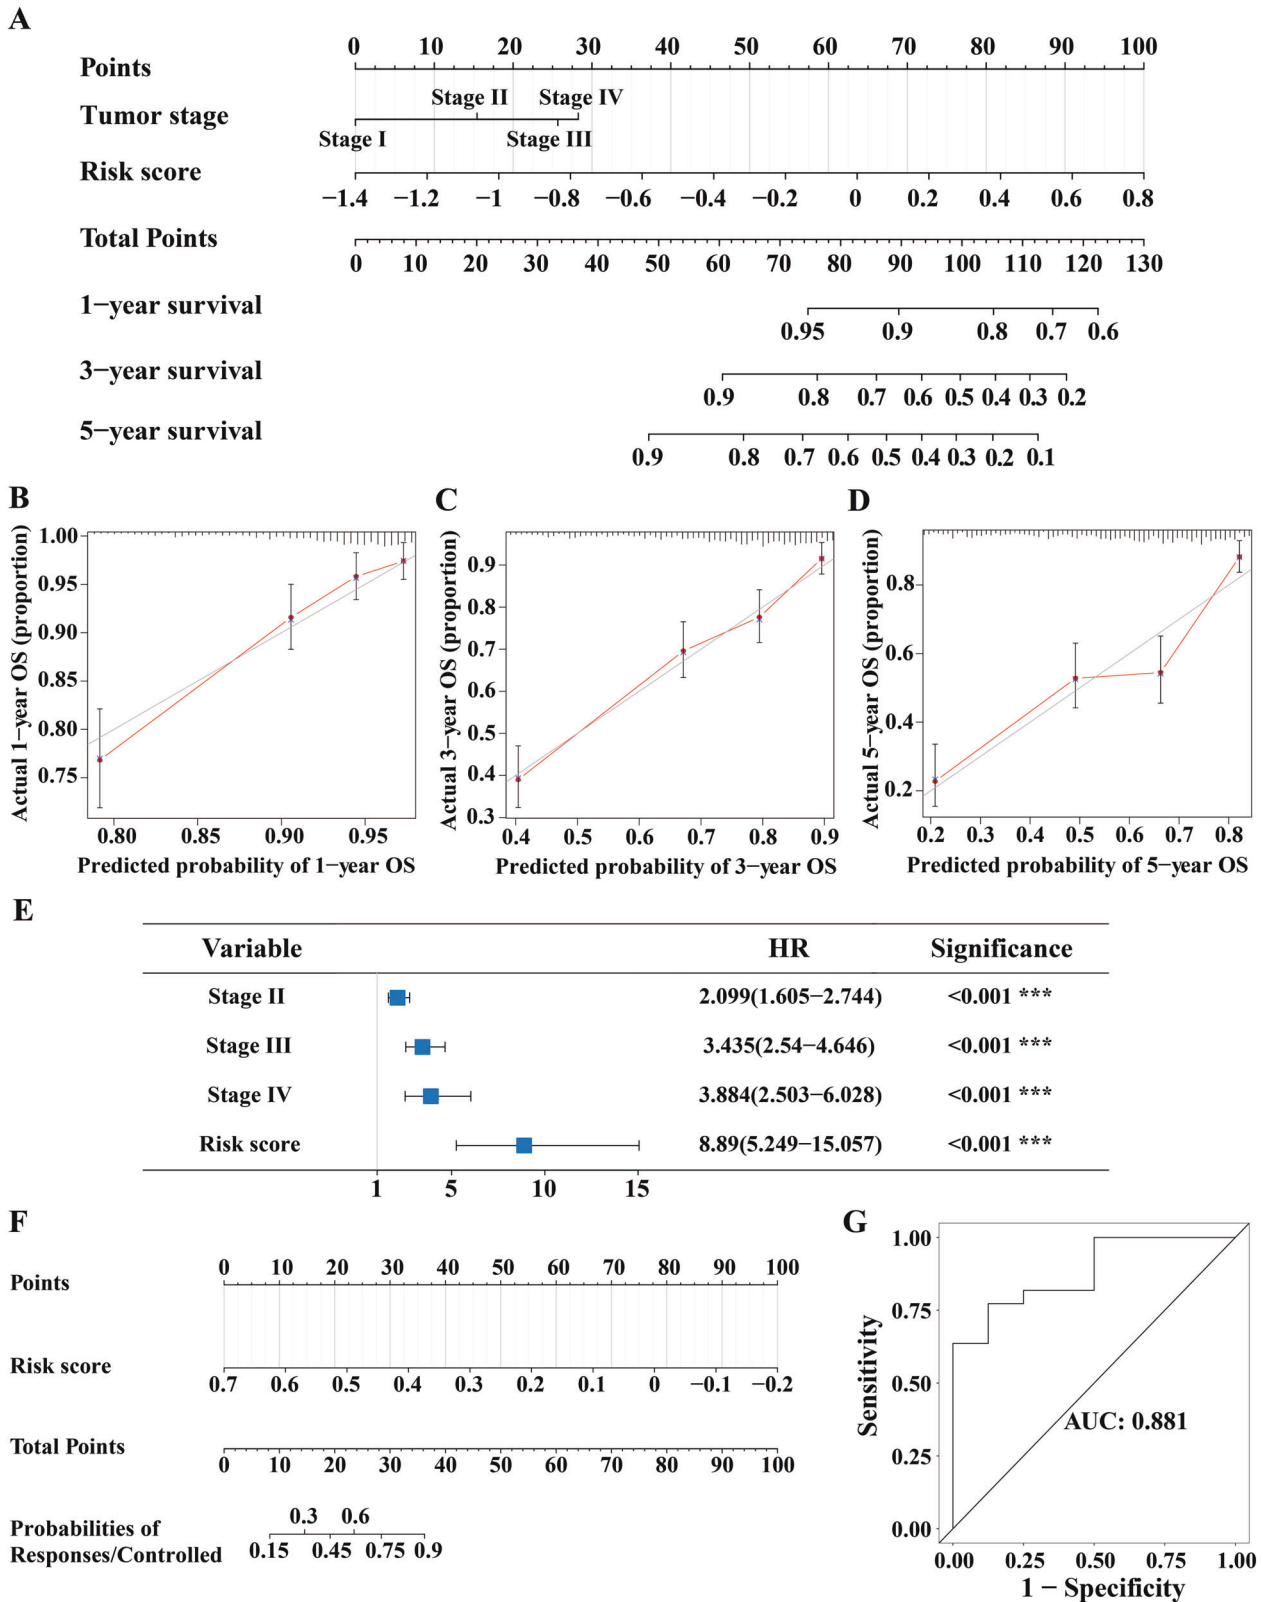 A
0 10 20 30 40 50 60 70 80 90 100
Points
Stage II Stage IV
Tumor stage
Stage I Stage III
Risk score
−1.4 −1.2 −1 −0.8 −0.6 −0.4 −0.2 0 0.2 0.4 0.6 0.8
Total Points
0 10 20 30 40 50 60 70 80 90 100 110 120 130
1−year survival
0.95 0.9 0.8 0.7 0.6
3−year survival
0.9 0.8 0.7 0.6 0.5 0.4 0.3 0.2
5−year survival
0.9 0.8 0.7 0.6 0.5 0.4 0.3 0.2 0.1
B
Actual 1−year OS (proportion)
1.00
0.95
0.90
0.85
0.80
0.75
0.80 0.85 0.90 0.95
Predicted probability of 1−year OS
C
Actual 3−year OS (proportion)
0.9
0.8
0.7
0.6
0.5
0.4
0.3
0.4 0.5 0.6 0.7 0.8 0.9
Predicted probability of 3−year OS
D
Actual 5−year OS (proportion)
0.8
0.6
0.4
0.2
0.2 0.3 0.4 0.5 0.6 0.7 0.8
Predicted probability of 5−year OS
E
Variable HR Significance
Stage II 2.099(1.605−2.744) <0.001 ***
Stage III 3.435(2.54−4.646) <0.001 ***
Stage IV 3.884(2.503−6.028) <0.001 ***
Risk score 8.89(5.249−15.057) <0.001 ***
1 5 10 15
F
0 10 20 30 40 50 60 70 80 90 100
Points
Risk score
0.7 0.6 0.5 0.4 0.3 0.2 0.1 0 −0.1 −0.2
Total Points
0 10 20 30 40 50 60 70 80 90 100
0.3 0.6
Probabilities of
Responses/Controlled 0.15 0.45 0.75 0.9
G
Sensitivity
1.00
0.75
0.50
0.25
0.00
AUC: 0.881
0.00 0.25 0.50 0.75 1.00
1 − Specificity